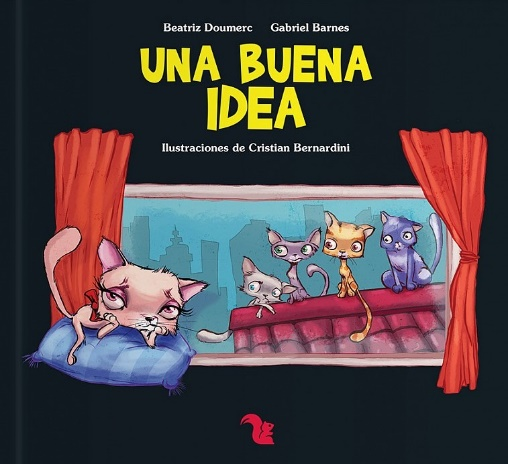 Beatriz Doumerc Gabriel Barnes
UNA BUENA
IDEA
Ilustraciones de Cristian Bernardini